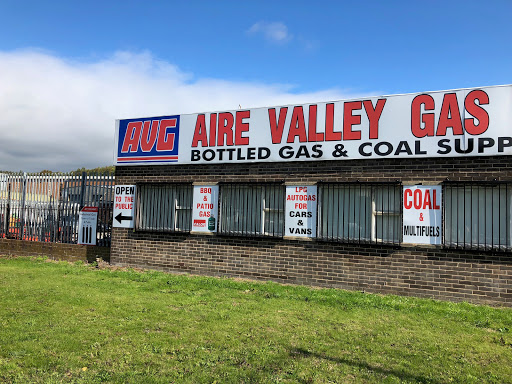 AVG
AIRE VALLEY GAS
BOTTLED GAS & COAL SUPP
OPEN
TO THE
PUBLIC
BBQ
&
PATIO
GAS
LPG
AUTOGAS
FOR
CARS
&
VANS
COAL
&
MULTIFUELS